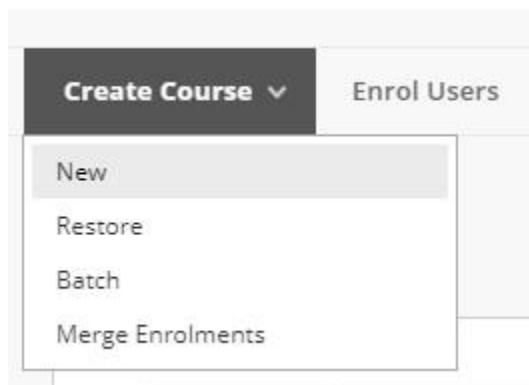 Create Course Enrol Users
New
Restore
Batch
Merge Enrolments